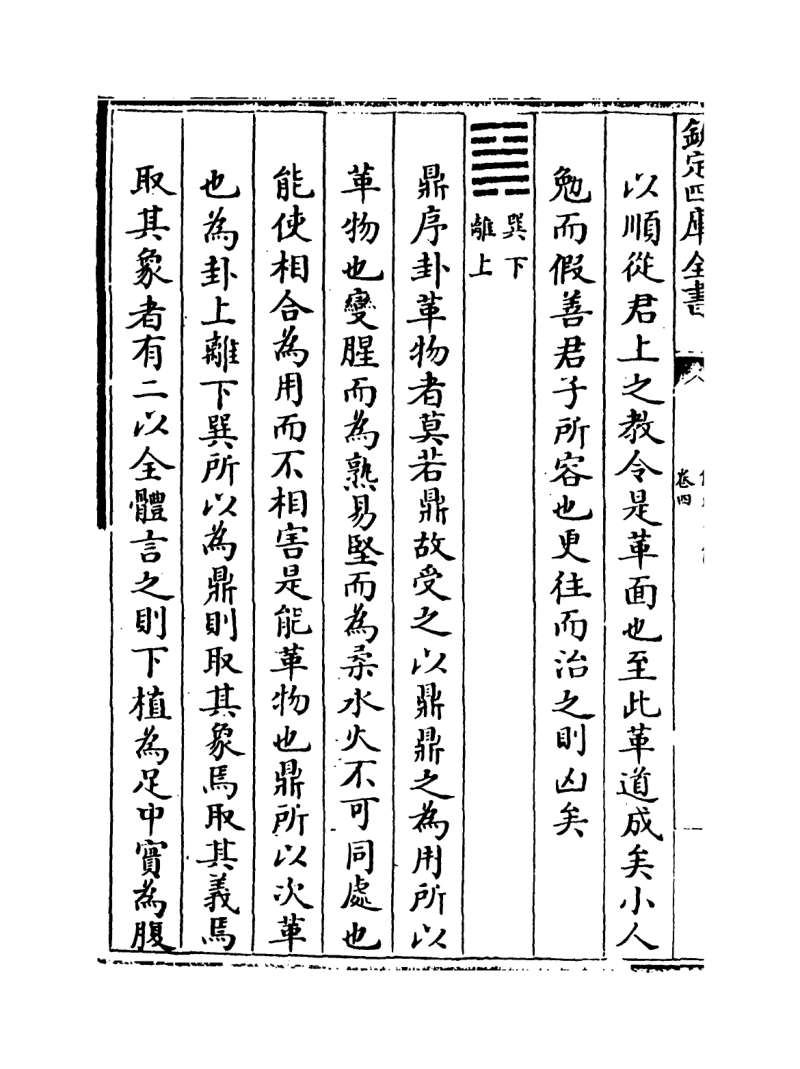 欽定四庫全書
卷四
以順從君上之教令是革面也至此革道成矣小人
勉而假善君子所容也更往而治之則凶矣
巽下
離上
鼎序卦革物者莫若鼎故受之以鼎鼎之為用所以
革物也變腥而為熟易堅而為柔水火不可同處也
能使相合為用而不相害是能革物也鼎所以次革
也為卦上離下巽所以為鼎則取其象焉取其義焉
取其象者有二以全體言之則下植為足中實為腹